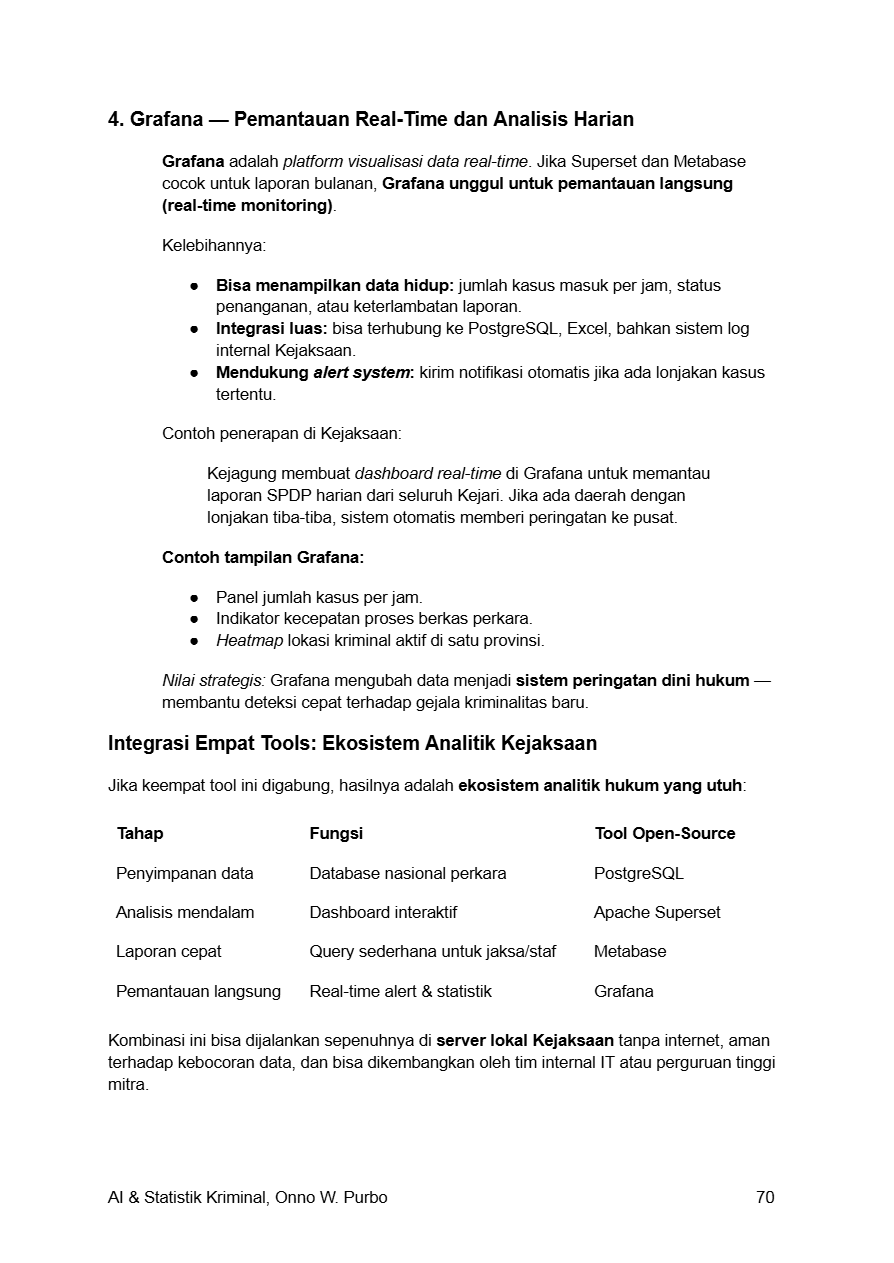 4. Grafana — Pemantauan Real-Time dan Analisis Harian
Grafana adalah platform visualisasi data real-time. Jika Superset dan Metabase
cocok untuk laporan bulanan, Grafana unggul untuk pemantauan langsung
(real-time monitoring).
Kelebihannya:
● Bisa menampilkan data hidup: jumlah kasus masuk per jam, status
penanganan, atau keterlambatan laporan.
● Integrasi luas: bisa terhubung ke PostgreSQL, Excel, bahkan sistem log
internal Kejaksaan.
● Mendukung alert system: kirim notifikasi otomatis jika ada lonjakan kasus
tertentu.
Contoh penerapan di Kejaksaan:
Kejagung membuat dashboard real-time di Grafana untuk memantau
laporan SPDP harian dari seluruh Kejari. Jika ada daerah dengan
lonjakan tiba-tiba, sistem otomatis memberi peringatan ke pusat.
Contoh tampilan Grafana:
● Panel jumlah kasus per jam.
● Indikator kecepatan proses berkas perkara.
● Heatmap lokasi kriminal aktif di satu provinsi.
Nilai strategis: Grafana mengubah data menjadi sistem peringatan dini hukum —
membantu deteksi cepat terhadap gejala kriminalitas baru.
Integrasi Empat Tools: Ekosistem Analitik Kejaksaan
Jika keempat tool ini digabung, hasilnya adalah ekosistem analitik hukum yang utuh:
Tahap Fungsi Tool Open-Source
Penyimpanan data Database nasional perkara PostgreSQL
Analisis mendalam Dashboard interaktif Apache Superset
Laporan cepat Query sederhana untuk jaksa/staf Metabase
Pemantauan langsung Real-time alert & statistik Grafana
Kombinasi ini bisa dijalankan sepenuhnya di server lokal Kejaksaan tanpa internet, aman
terhadap kebocoran data, dan bisa dikembangkan oleh tim internal IT atau perguruan tinggi
mitra.
AI & Statistik Kriminal, Onno W. Purbo 70